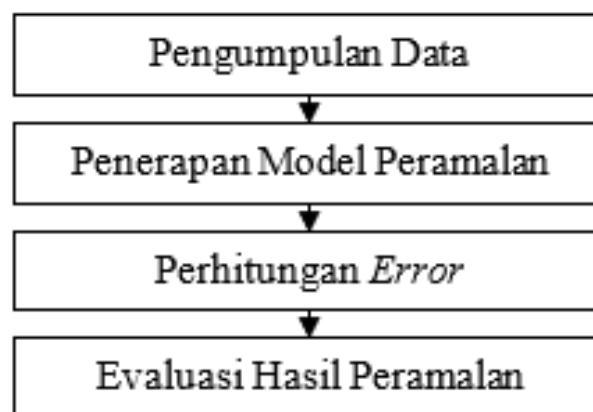 Pengumpulan Data
Penerapan Model Peramalan
Perhitungan Error
Evaluasi Hasil Peramalan